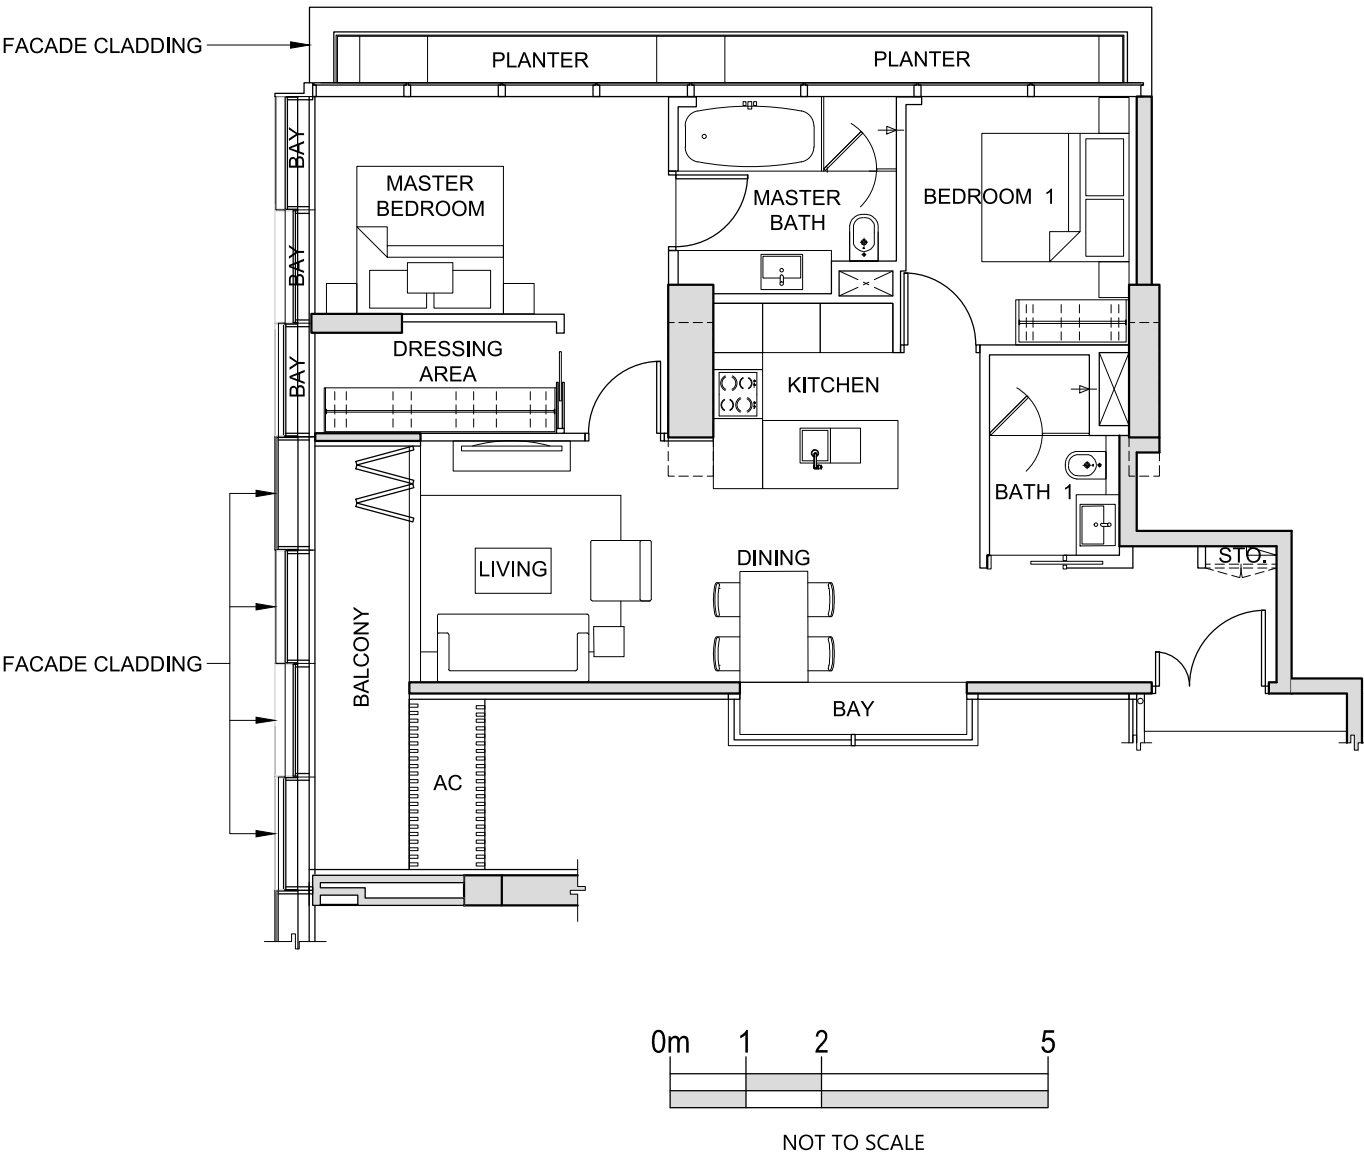 FACADE CLADDING
PLANTER
PLANTER
BAY
MASTER
BEDROOM
MASTER
BATH
BEDROOM 1
BAY
BAY
DRESSING
AREA
KITCHEN
BATH 1
LIVING
DINING
STO.
FACADE CLADDING
BALCONY
BAY
AC
0m 1 2 5
NOT TO SCALE